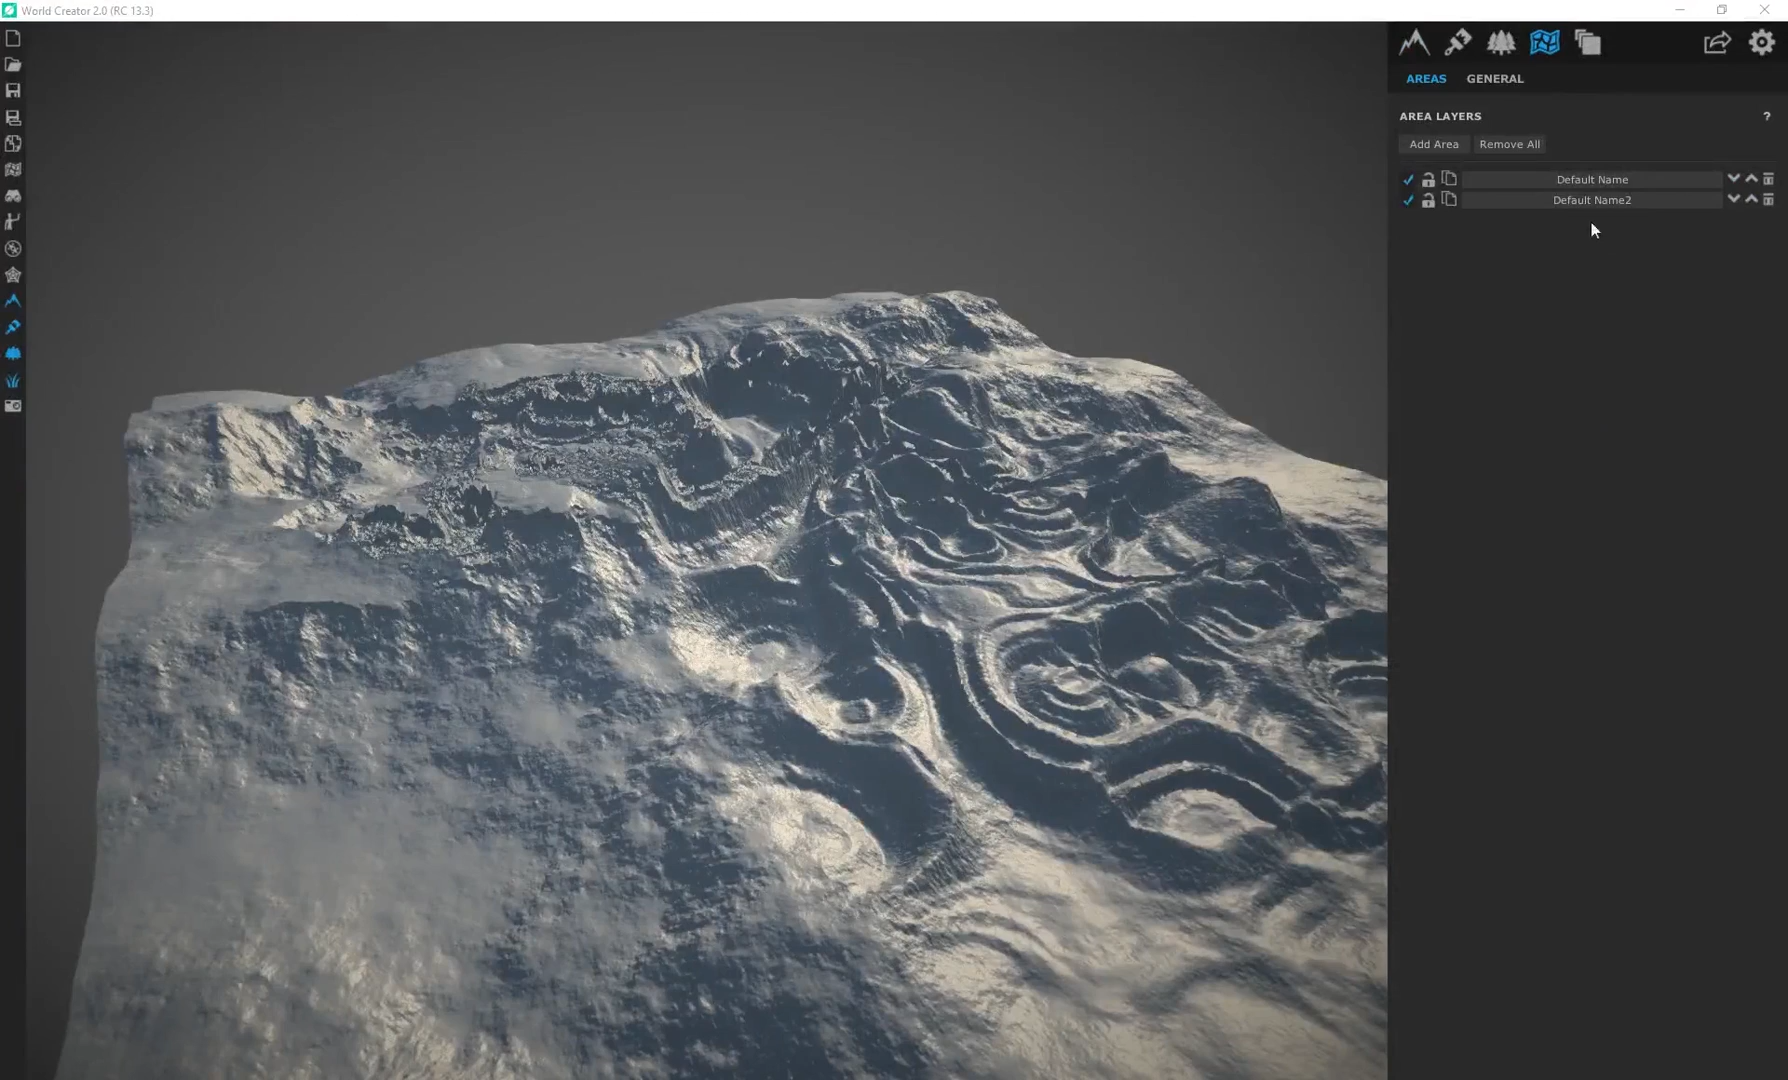 World Creator 2.0 (RC 13.3)
AREAS GENERAL
AREA LAYERS ?
Add Area Remove All
Default Name
Default Name2